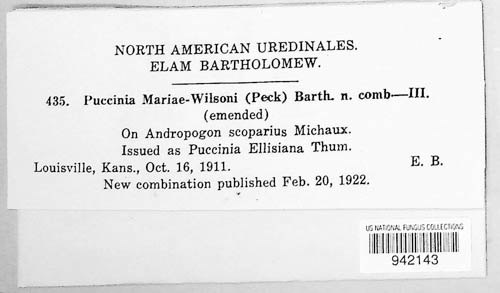 NORTH AMERICAN UREDINALES.
ELAM BARTHOLOMEW.
435. Puccinia Mariae-Wilsoni (Peck) Barth. n. comb—III.
(emended)
On Andropogon scoparius Michaux.
Issued as Puccinia Ellisiana Thum.
Louisville, Kans., Oct. 16, 1911. E. B.
New combination published Feb. 20, 1922.
US NATIONAL FUNGUS COLLECTIONS
942143